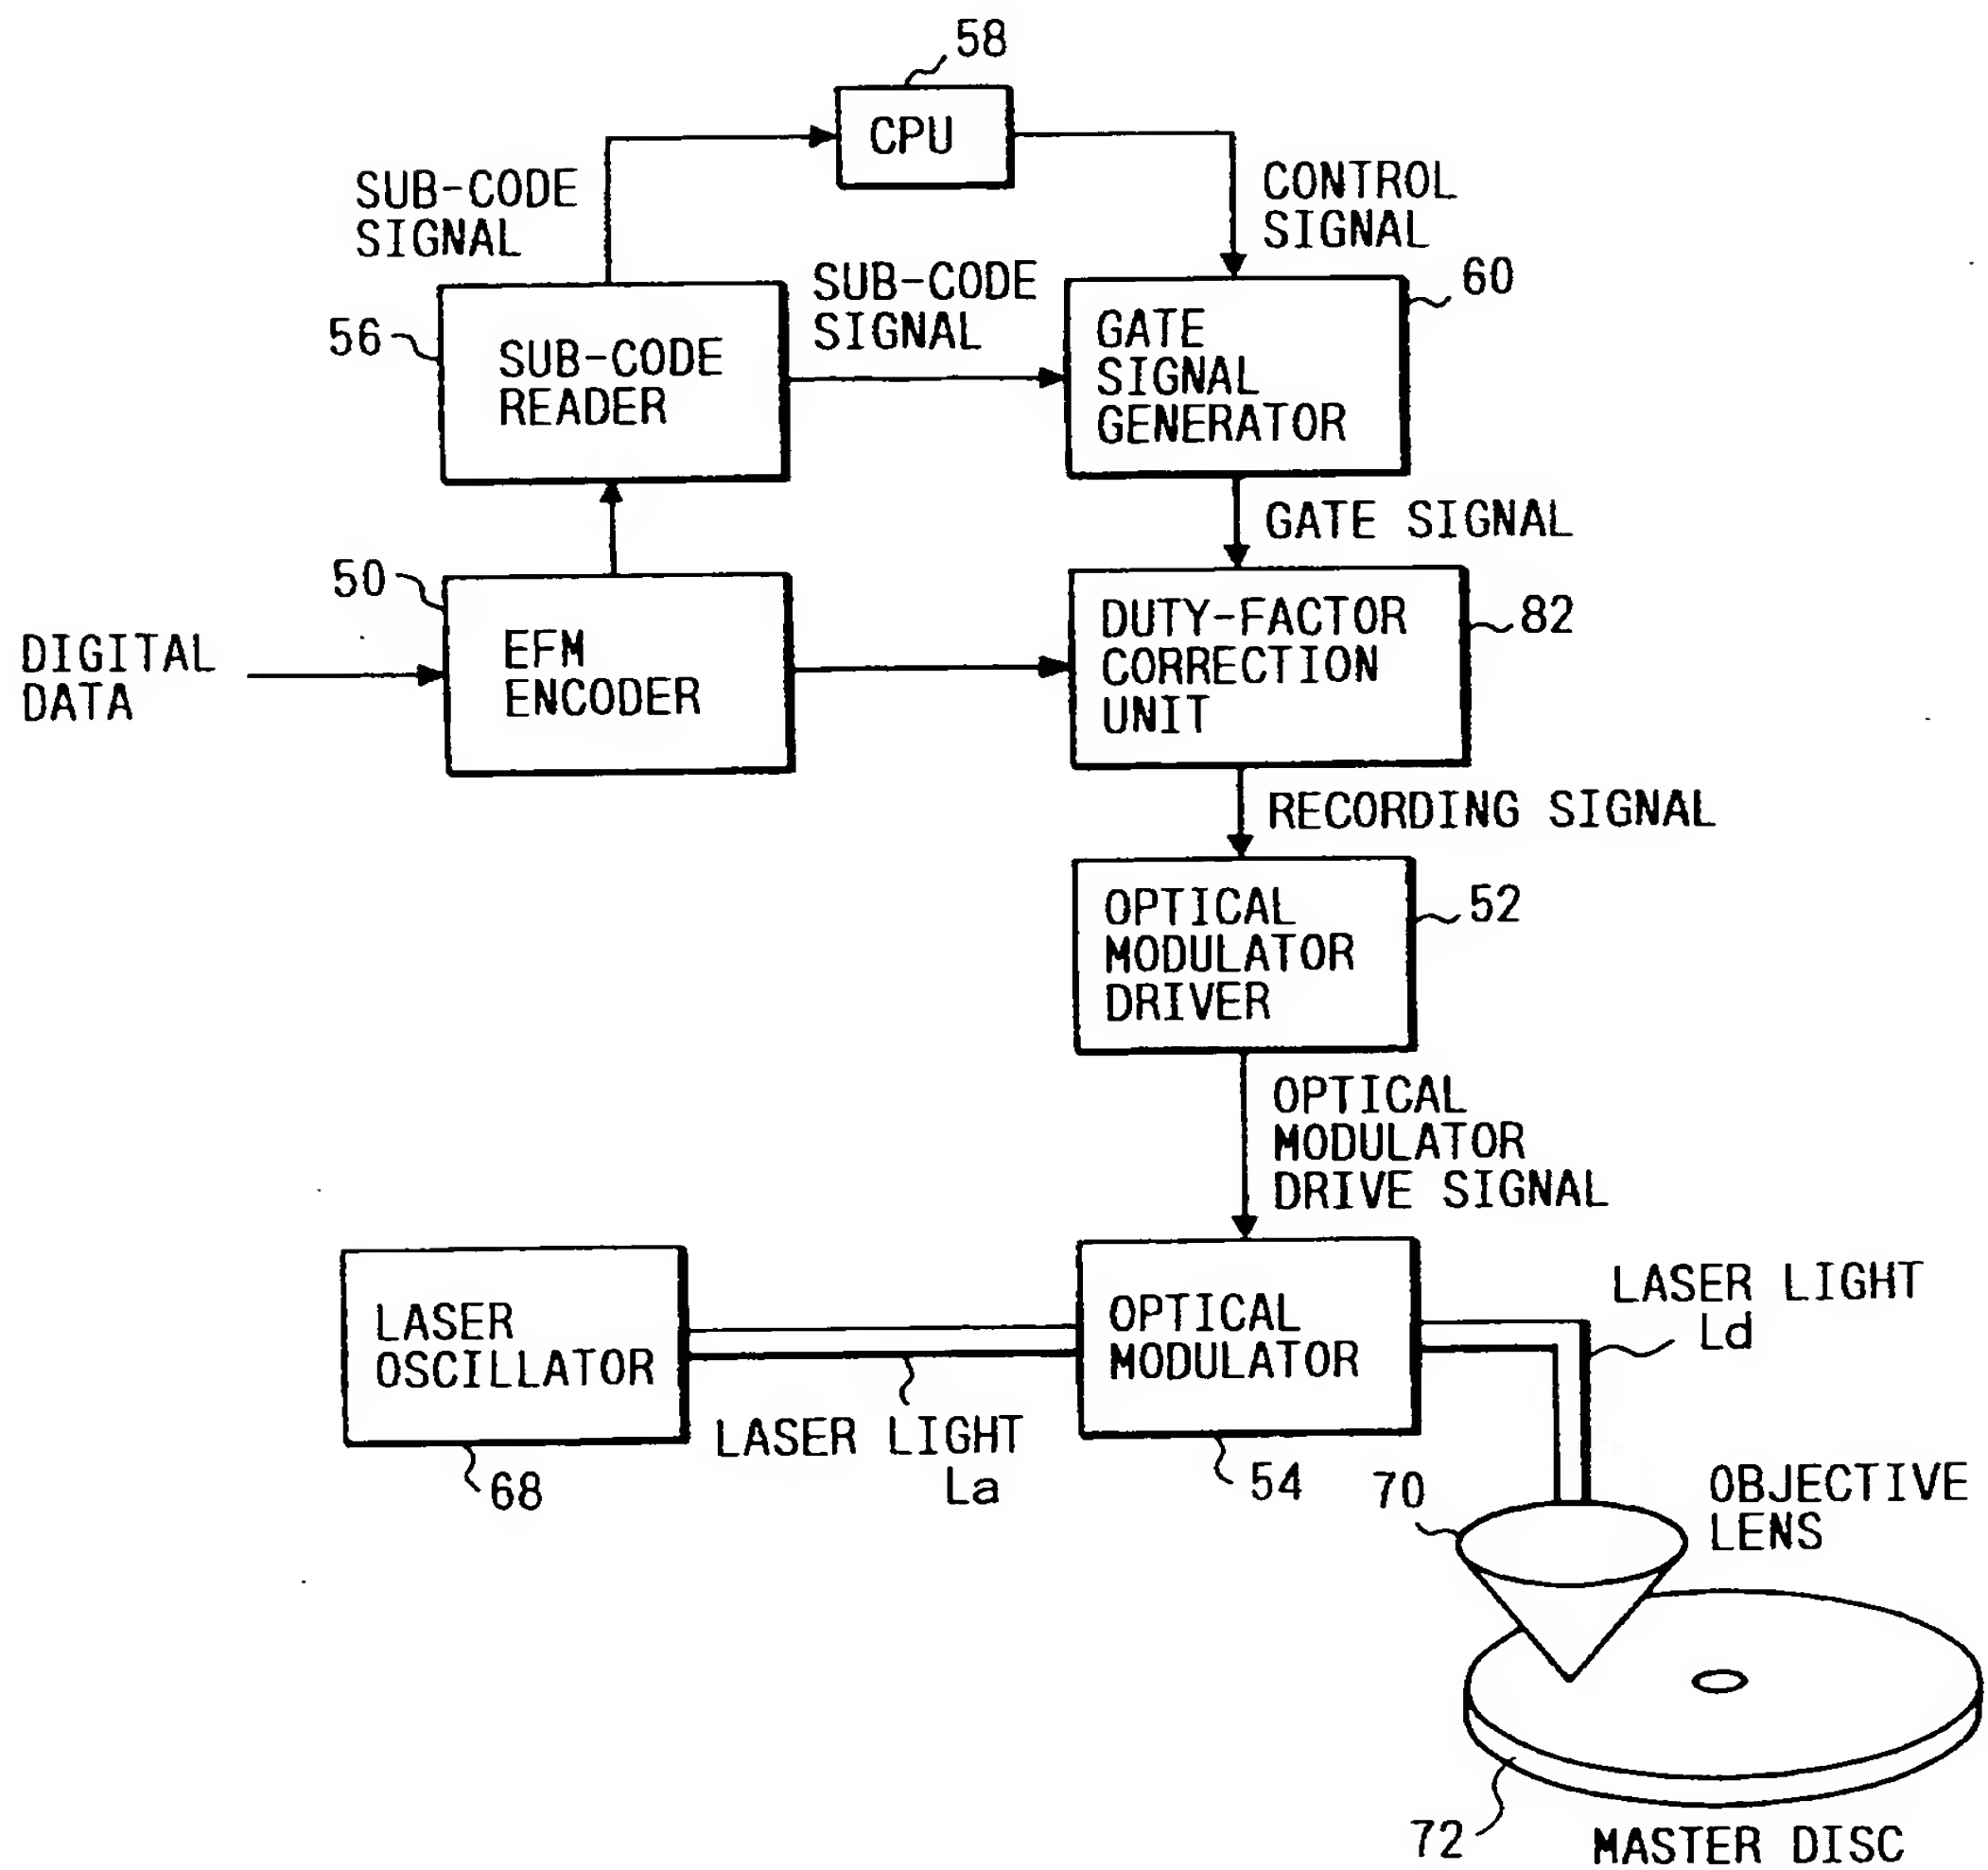 58
CPU
SUB-CODE
SIGNAL
CONTROL
SIGNAL
SUB-CODE
SIGNAL
60
56
SUB-CODE
READER
GATE
SIGNAL
GENERATOR
GATE SIGNAL
50
DIGITAL
DATA
EFM
ENCODER
DUTY-FACTOR
CORRECTION
UNIT
82
RECORDING SIGNAL
OPTICAL
MODULATOR
DRIVER
52
OPTICAL
MODULATOR
DRIVE SIGNAL
LASER
OSCILLATOR
68
LASER LIGHT
La
OPTICAL
MODULATOR
54
LASER LIGHT
Ld
70
OBJECTIVE
LENS
72
MASTER DISC